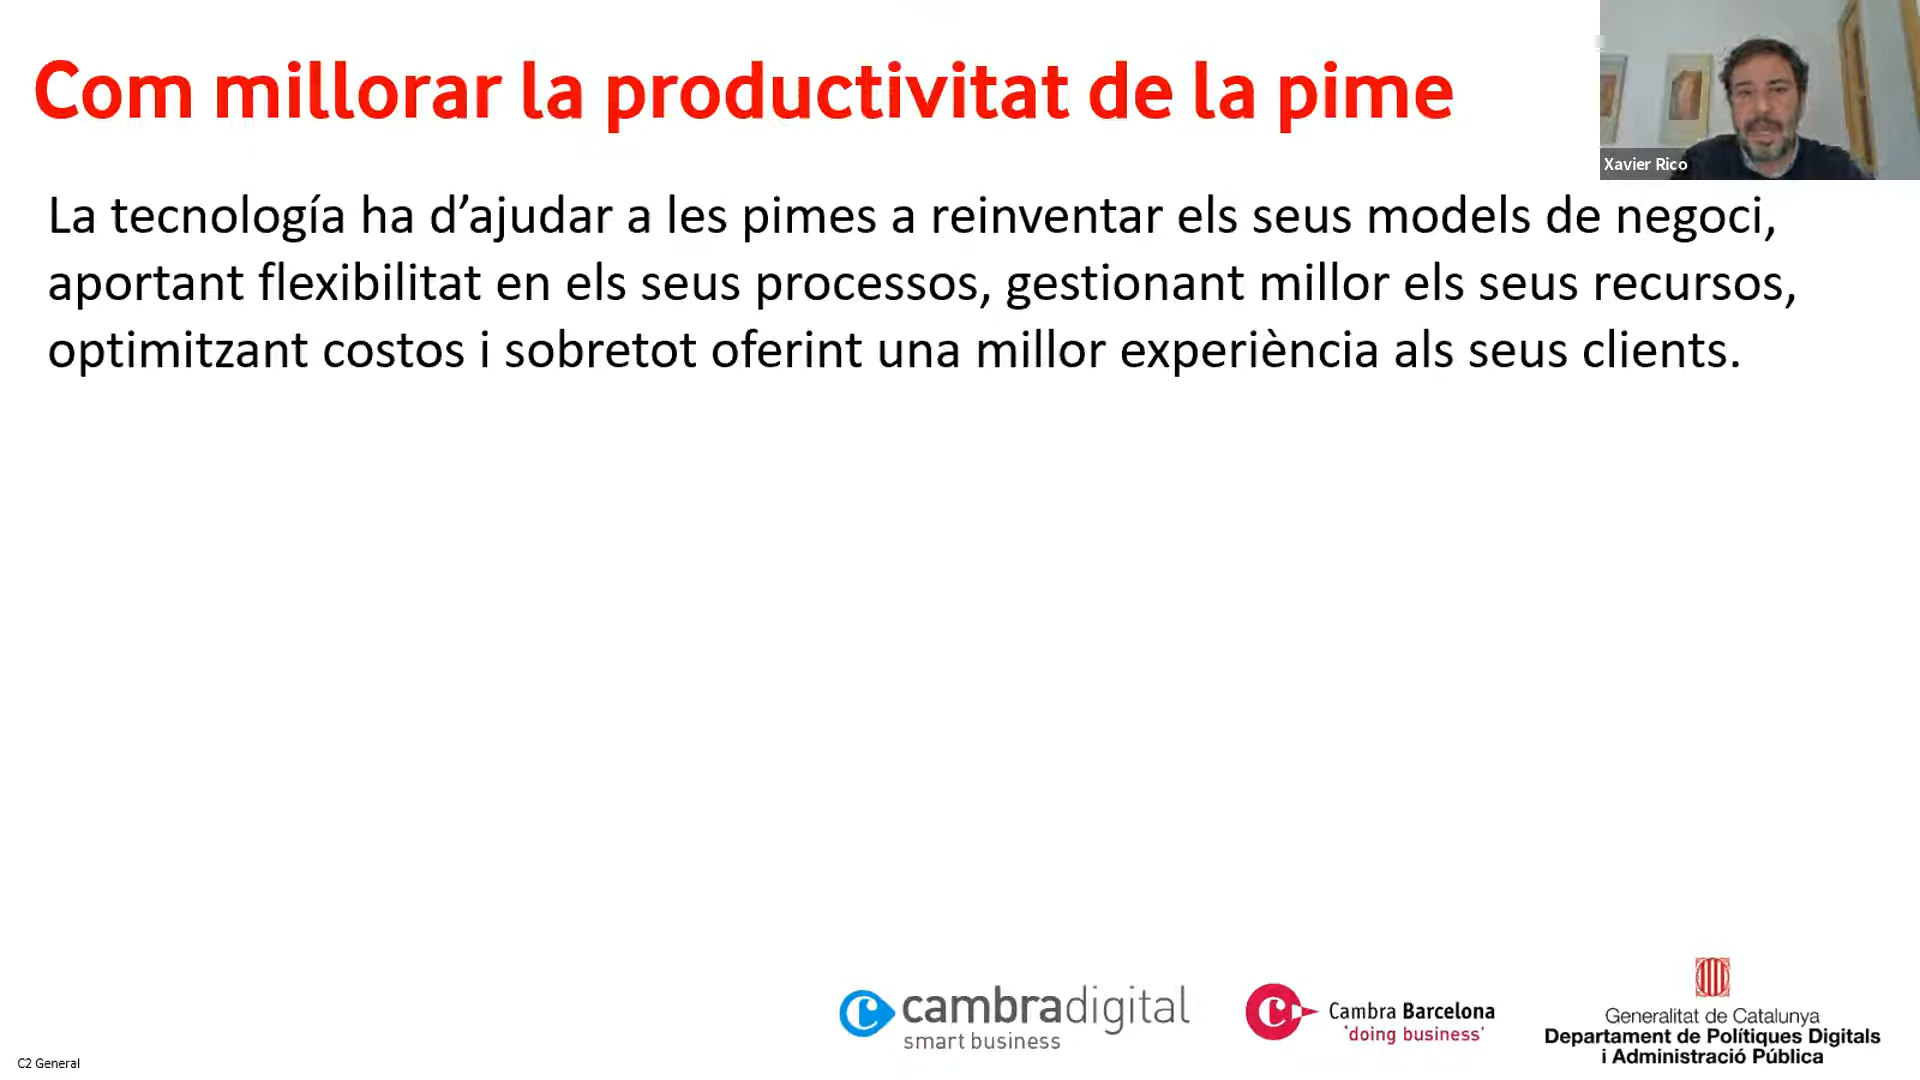 Com millorar la productivitat de la pime
Xavier Rico
La tecnología ha d’ajudar a les pimes a reinventar els seus models de negoci,
aportant flexibilitat en els seus processos, gestionant millor els seus recursos,
optimitzant costos i sobretot oferint una millor experiència als seus clients.
cambradigital
smart business
Cambra Barcelona
'doing business'
Generalitat de Catalunya
Departament de Polítiques Digitals
i Administració Pública
C2 General